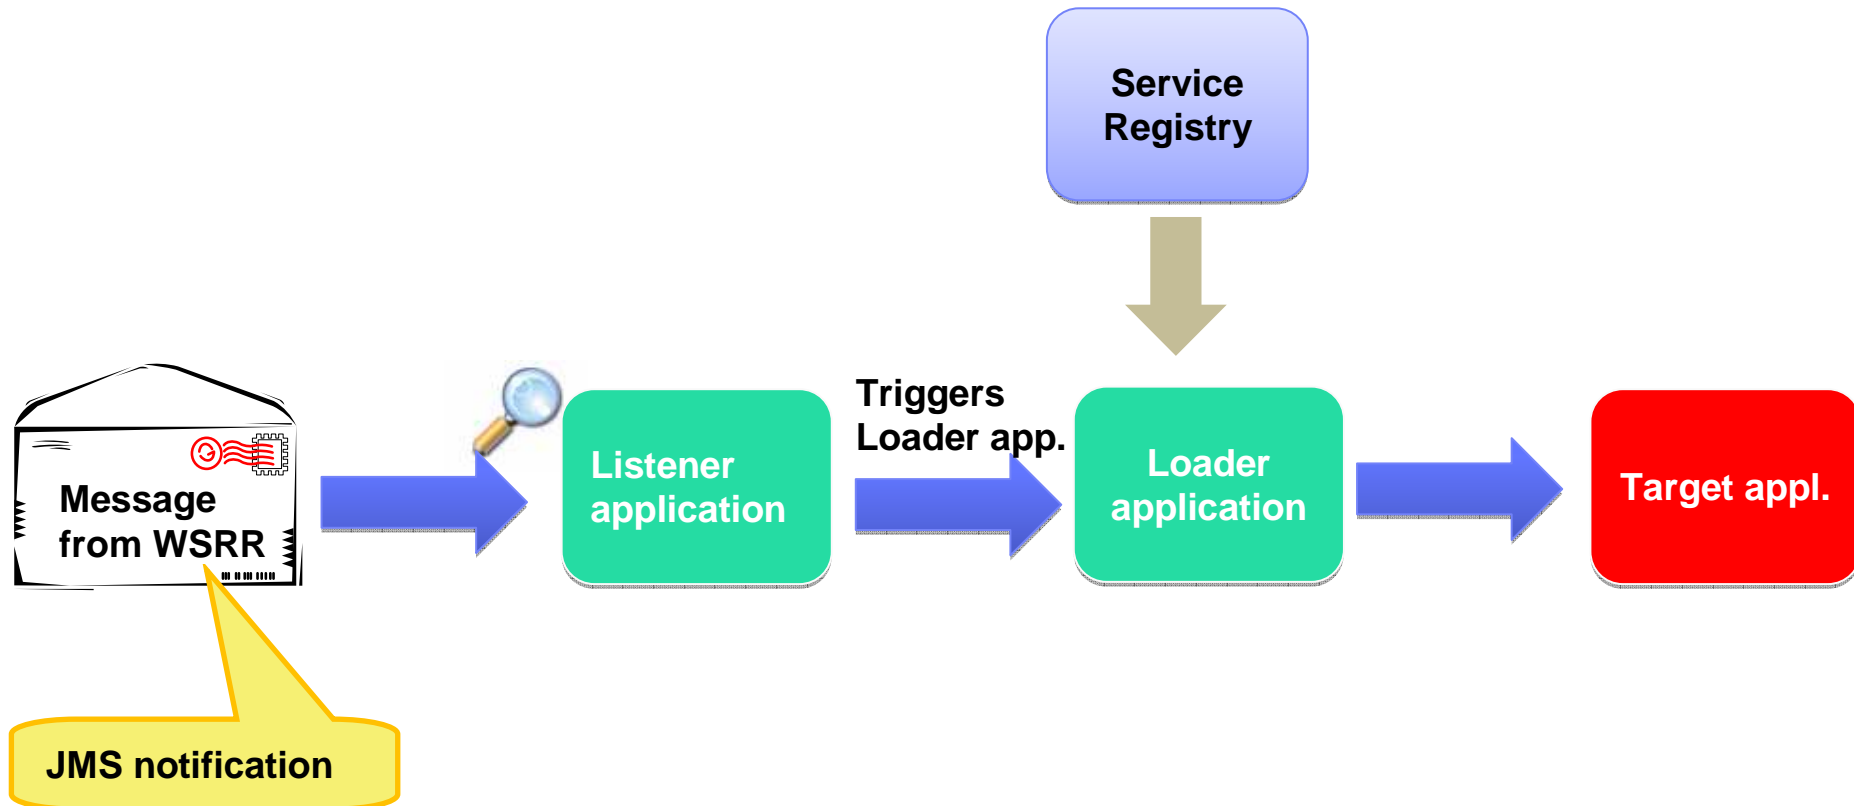 Service
Registry
Triggers
Loader app.
Message
from WSRR
Listener
application
Loader
application
Target appl.
JMS notification